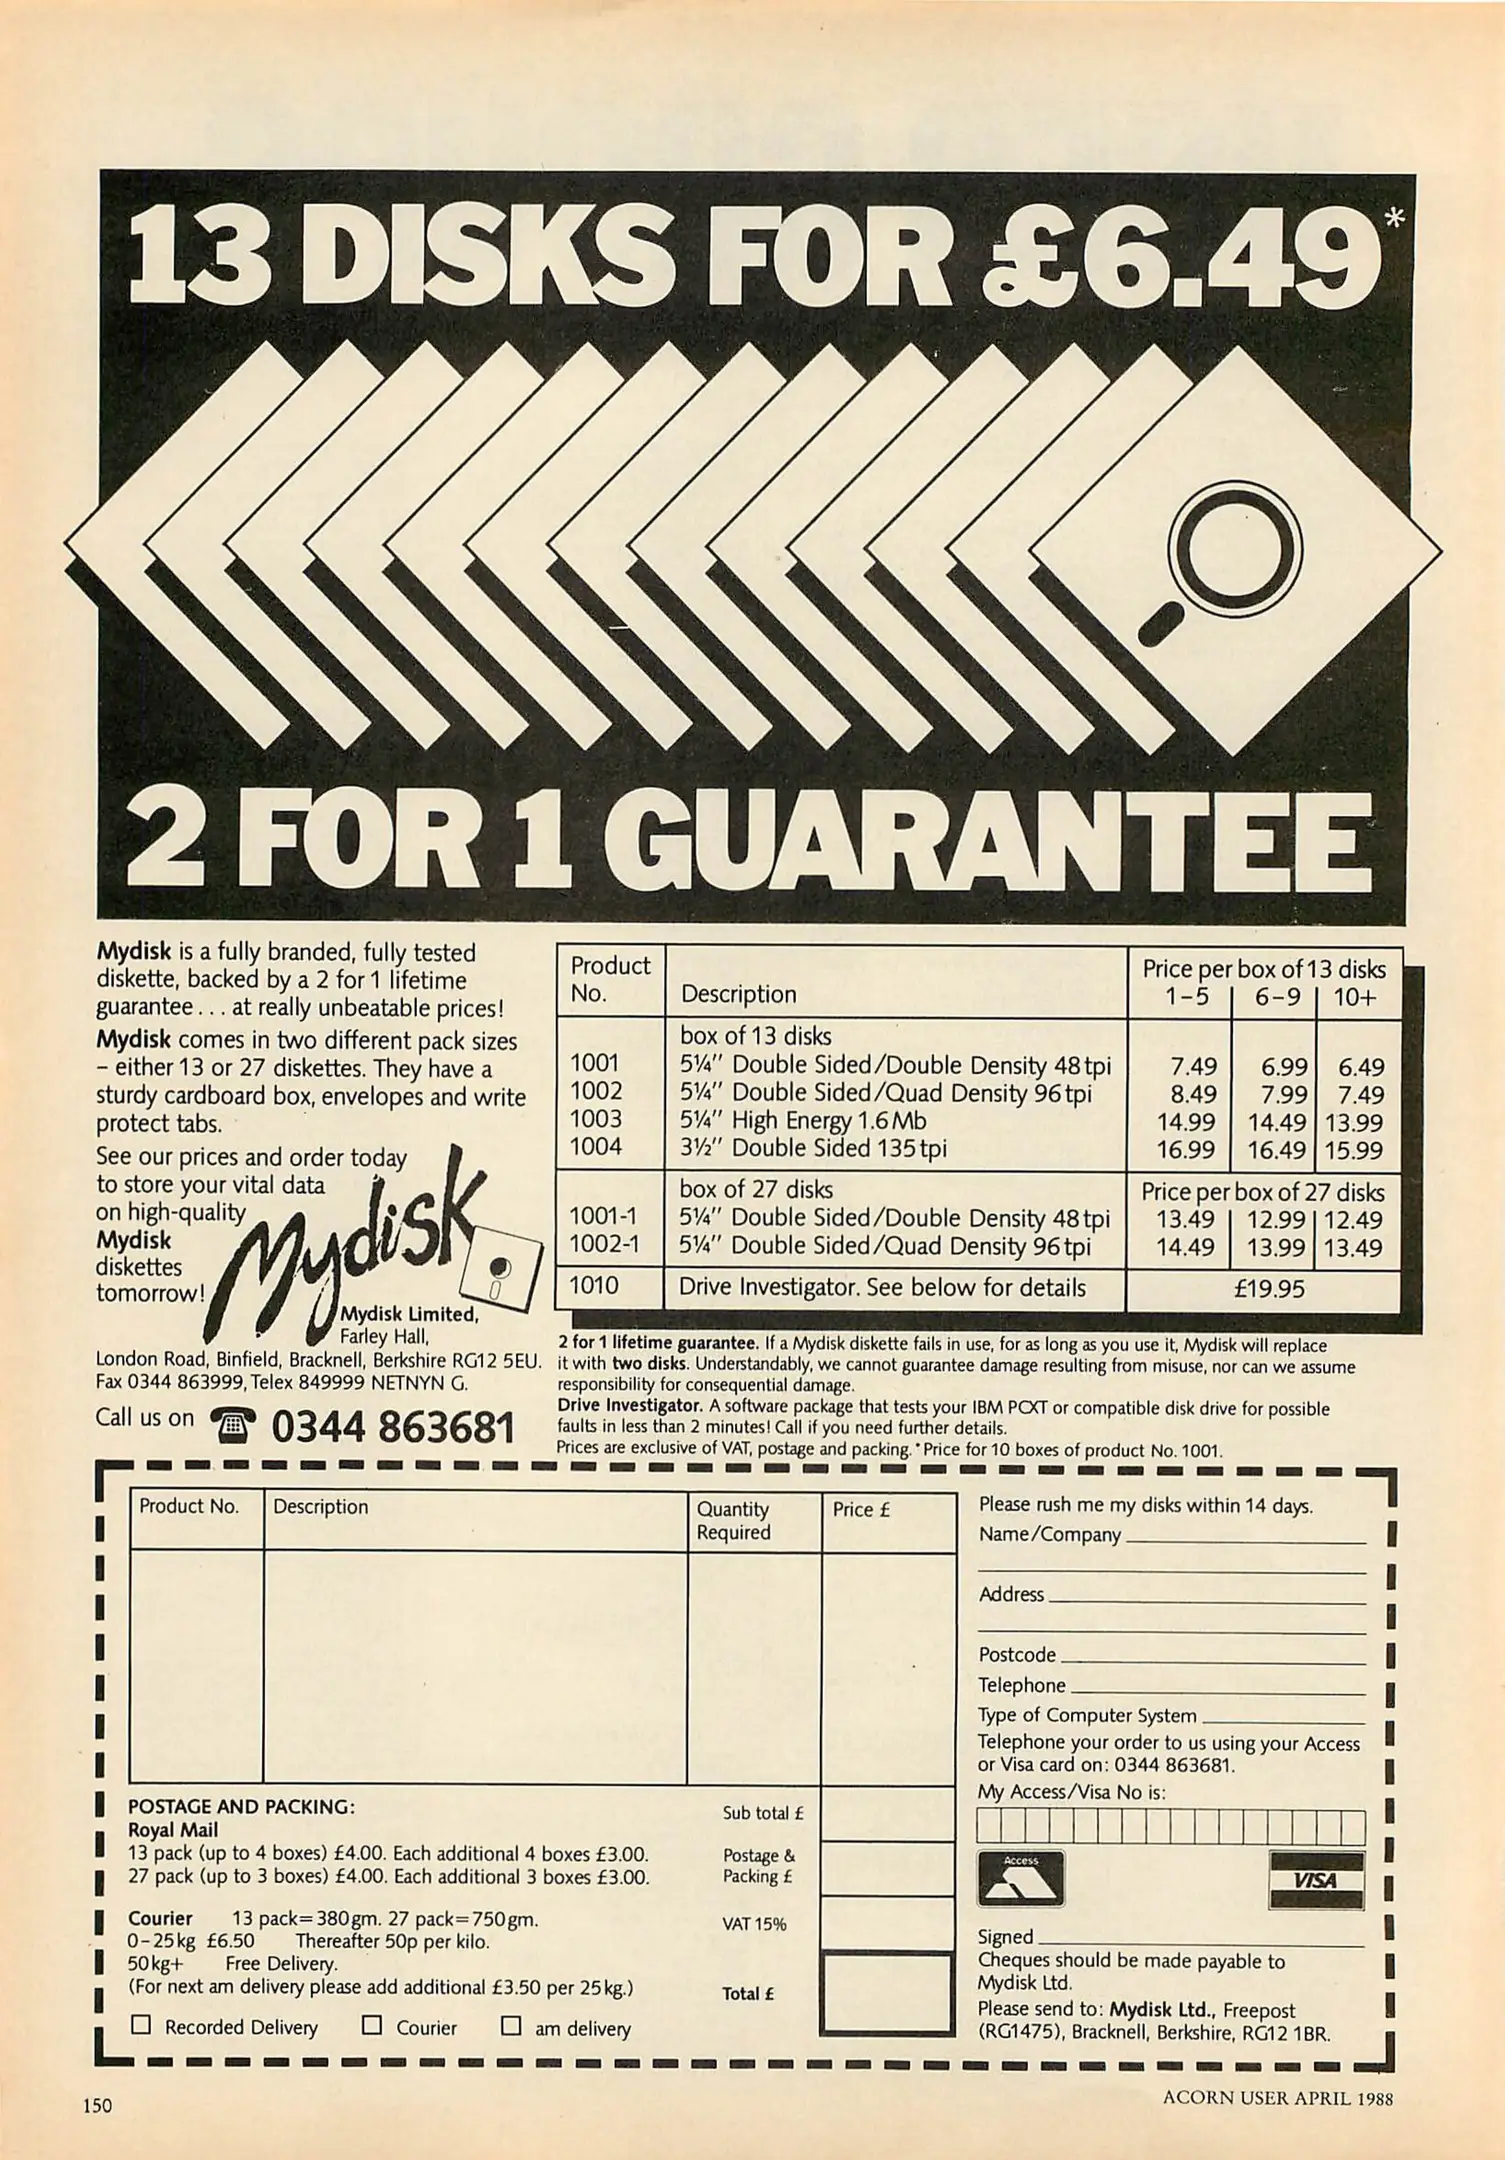 13 DISKS FOR £6.49*
2 FOR 1 GUARANTEE
Mydisk is a fully branded, fully tested
diskette, backed by a 2 for 1 lifetime
guarantee... at really unbeatable prices!
Mydisk comes in two different pack sizes
– either 13 or 27 diskettes. They have a
sturdy cardboard box, envelopes and write
protect tabs.
See our prices and order today
to store your vital data
on high-quality
Mydisk
diskettes
tomorrow!
Mydisk
Mydisk Limited,
Farley Hall,
London Road, Binfield, Bracknell, Berkshire RG12 5EU.
Fax 0344 863999, Telex 849999 NETNYN G.
Call us on 0344 863681
Product No. Description Price per box of 13 disks
1–5 6–9 10+
box of 13 disks
1001 5¼" Double Sided/Double Density 48tpi 7.49 6.99 6.49
1002 5¼" Double Sided/Quad Density 96tpi 8.49 7.99 7.49
1003 5¼" High Energy 1.6Mb 14.99 14.49 13.99
1004 3½" Double Sided 135tpi 16.99 16.49 15.99
box of 27 disks Price per box of 27 disks
1001-1 5¼" Double Sided/Double Density 48tpi 13.49 12.99 12.49
1002-1 5¼" Double Sided/Quad Density 96tpi 14.49 13.99 13.49
1010 Drive Investigator. See below for details £19.95
2 for 1 lifetime guarantee. If a Mydisk diskette fails in use, for as long as you use it, Mydisk will replace
it with two disks. Understandably, we cannot guarantee damage resulting from misuse, nor can we assume
responsibility for consequential damage.
Drive Investigator. A software package that tests your IBM PC/XT or compatible disk drive for possible
faults in less than 2 minutes! Call if you need further details.
Prices are exclusive of VAT, postage and packing. *Price for 10 boxes of product No. 1001.
Product No. Description Quantity Required Price £
POSTAGE AND PACKING:
Royal Mail
13 pack (up to 4 boxes) £4.00. Each additional 4 boxes £3.00.
27 pack (up to 3 boxes) £4.00. Each additional 3 boxes £3.00.
Courier 13 pack=380gm. 27 pack=750gm.
0–25kg £6.50 Thereafter 50p per kilo.
50kg+ Free Delivery.
(For next am delivery please add additional £3.50 per 25kg.)
Recorded Delivery Courier am delivery
Sub total £
Postage &
Packing £
VAT 15%
Total £
Please rush me my disks within 14 days.
Name/Company
Address
Postcode
Telephone
Type of Computer System
Telephone your order to us using your Access
or Visa card on: 0344 863681.
My Access/Visa No is:
Access
VISA
Signed
Cheques should be made payable to
Mydisk Ltd.
Please send to: Mydisk Ltd., Freepost
(RG1475), Bracknell, Berkshire, RG12 1BR.
150
ACORN USER APRIL 1988